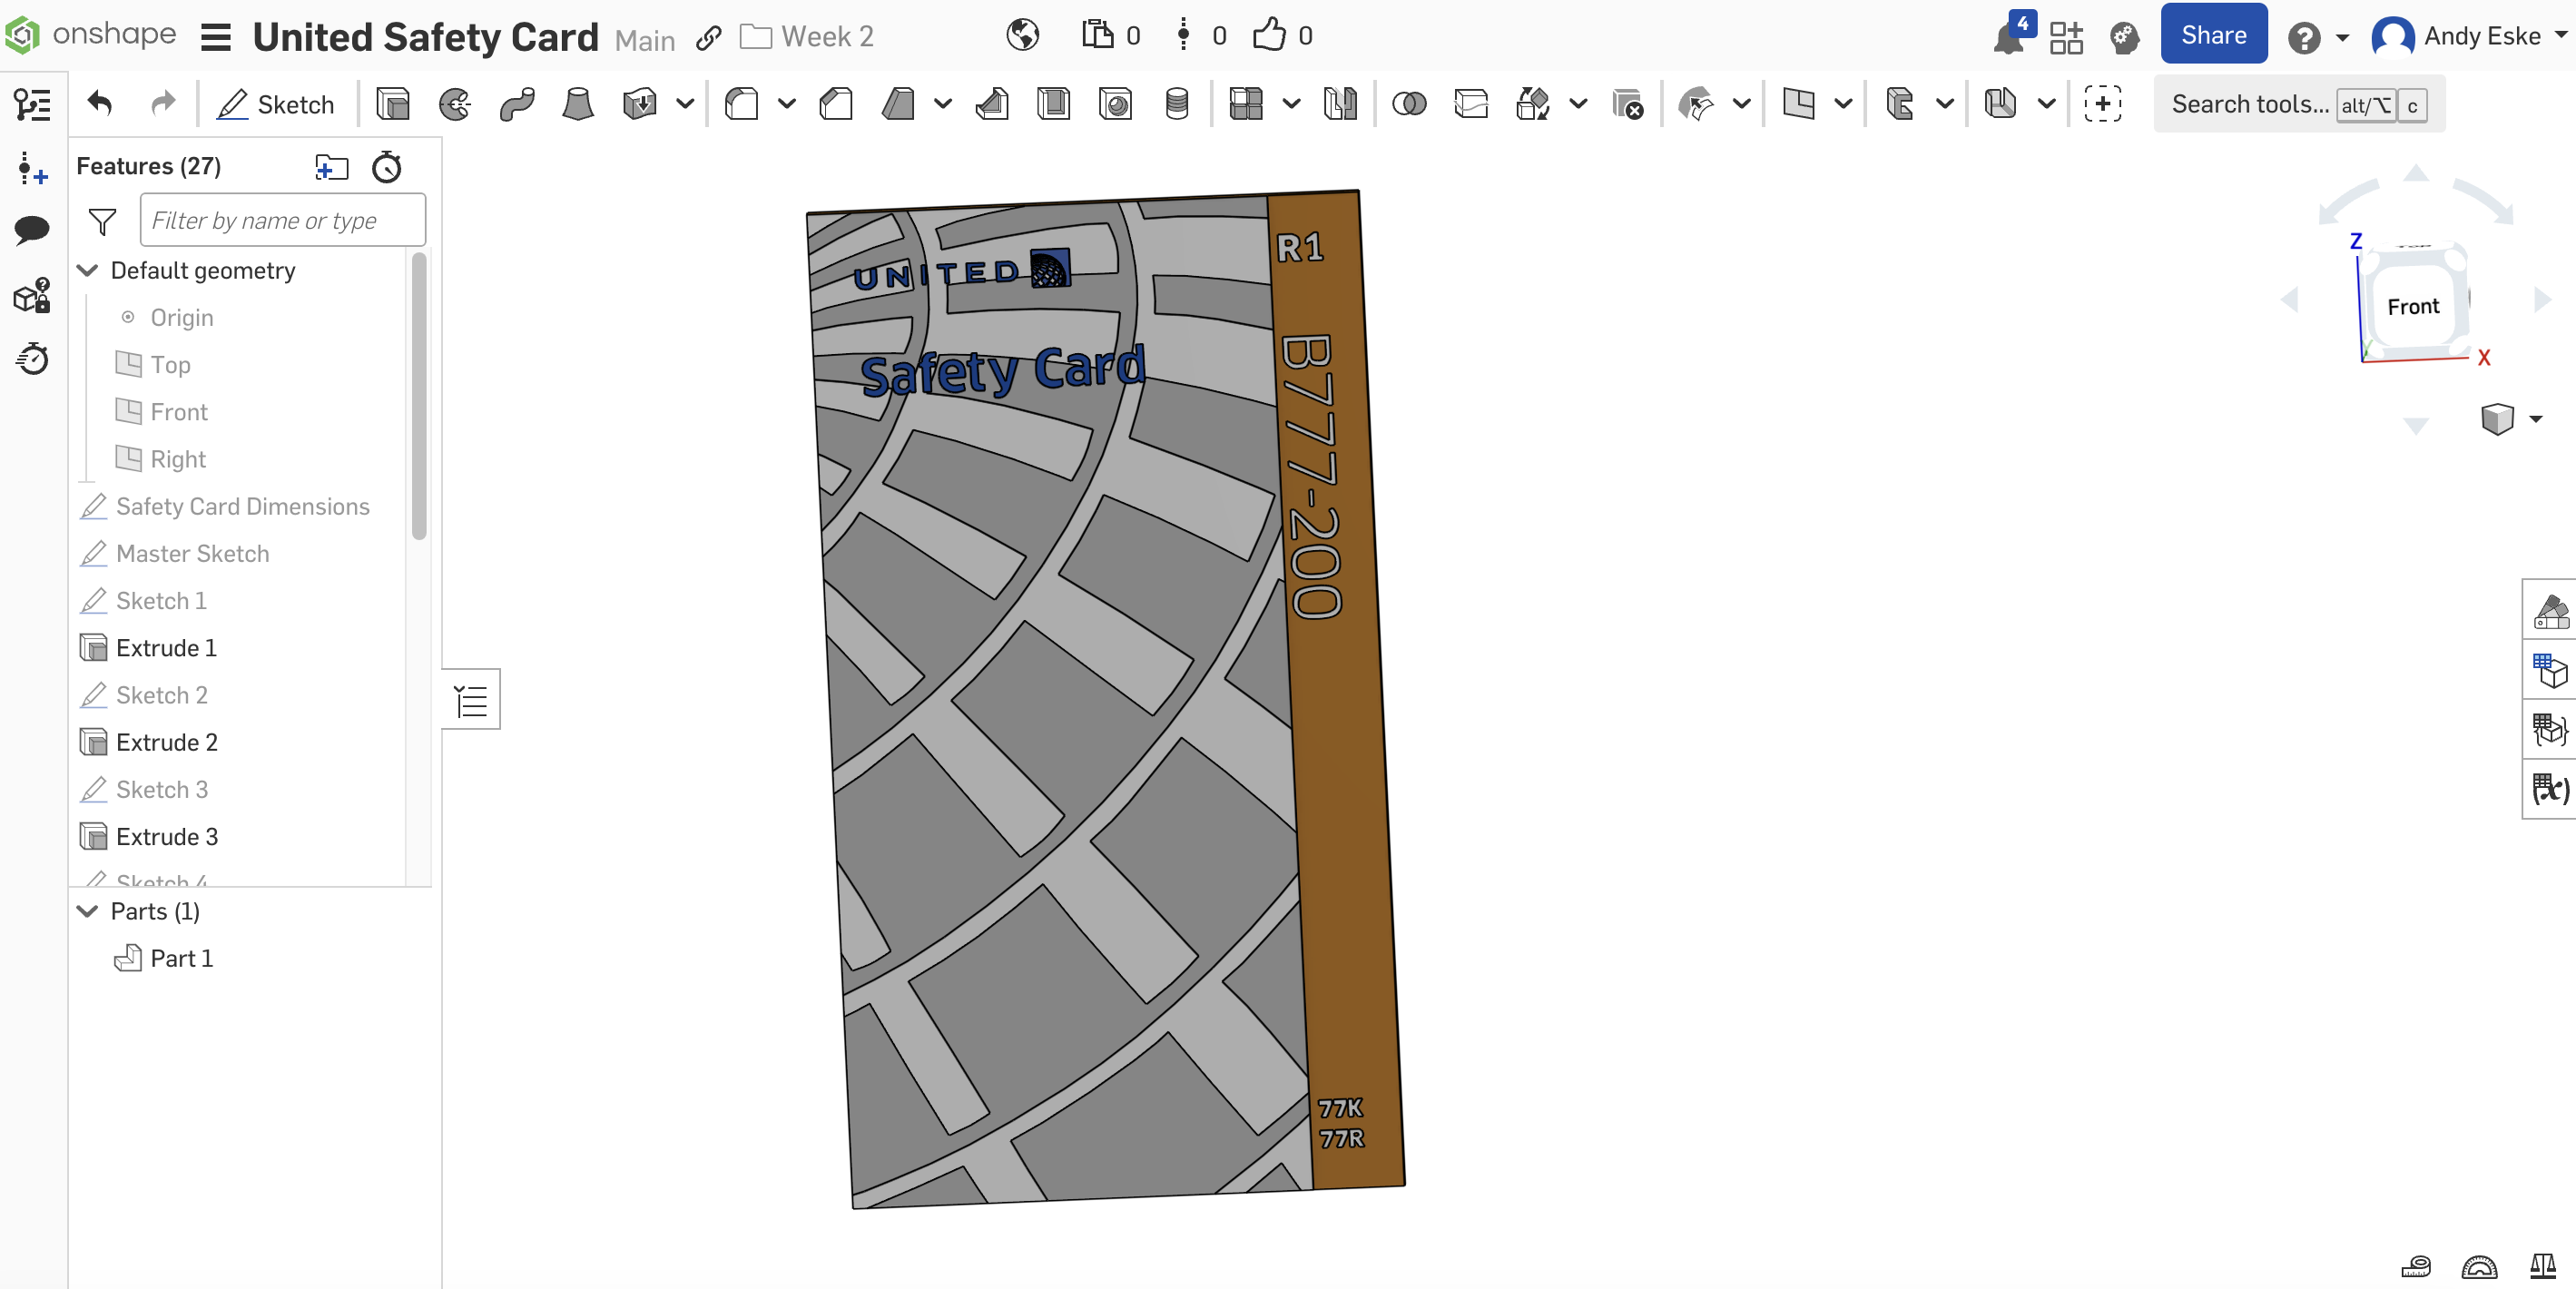 onshape United Safety Card Main Week 2 0 0 0 4 Share Andy Eske
Sketch Search tools... alt/⌥ c
Features (27)
Filter by name or type
Default geometry
Origin
Top
Front
Right
Safety Card Dimensions
Master Sketch
Sketch 1
Extrude 1
Sketch 2
Extrude 2
Sketch 3
Extrude 3
Sketch 4
Parts (1)
Part 1
UNITED
Safety Card
R1
B777-200
77K
77R
Z
Front
X
(x)